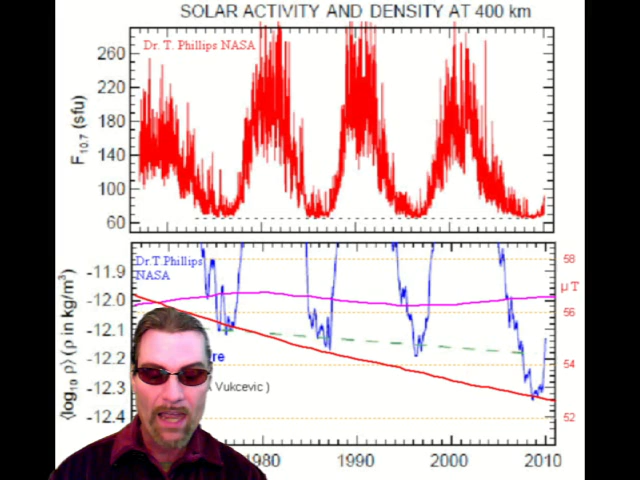 SOLAR ACTIVITY AND DENSITY AT 400 km
Dr. T. Phillips NASA
F10.7 (sfu)
260
220
180
140
100
60
Dr.T.Phillips
NASA
⟨log10 ρ⟩ (ρ in kg/m³)
-11.9
-12.0
-12.1
-12.2
-12.3
-12.4
58
μT
56
54
52
re
Vukcevic )
1980
1990
2000
2010